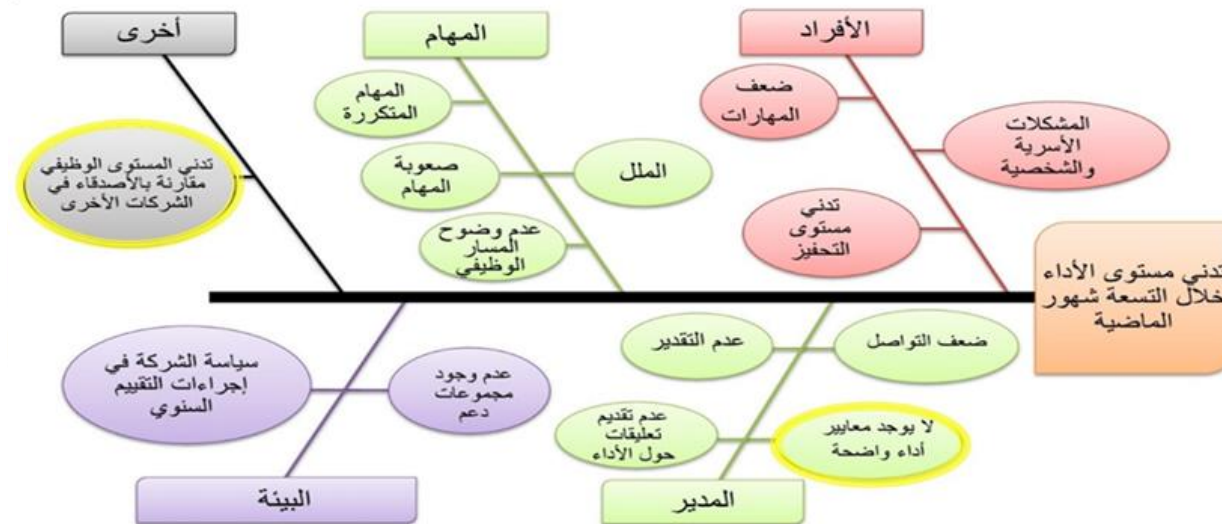 الأفراد
المهام
أخرى
ضعف
المهارات
المشكلات
الأسرية
والشخصية
تدني
مستوى
التحفيز
المهام
المتكررة
الملل
صعوبة
المهام
عدم وضوح
المسار
الوظيفي
تدني المستوى الوظيفي
مقارنة بالأصدقاء في
الشركات الأخرى
تدني مستوى الأداء
خلال التسعة شهور
الماضية
ضعف التواصل
عدم التقدير
لا يوجد معايير
أداء واضحة
عدم تقديم
تعليقات
حول الأداء
المدير
عدم وجود
مجموعات
دعم
سياسة الشركة في
إجراءات التقييم
السنوي
البيئة